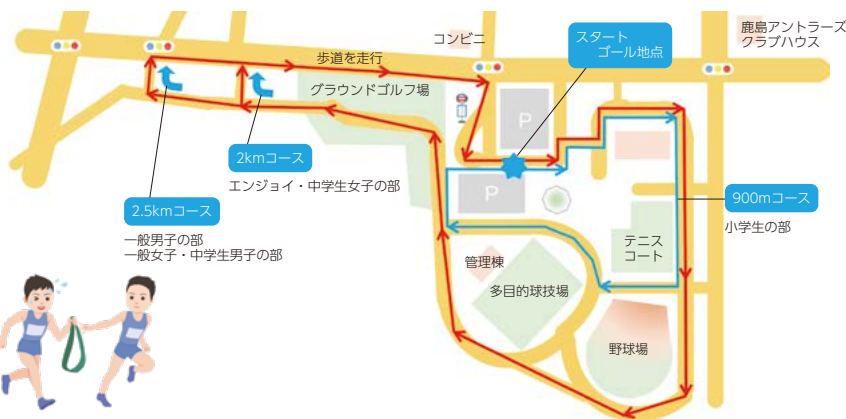 コンビニ
スタート
ゴール地点
鹿島アントラーズ
クラブハウス
歩道を走行
グラウンドゴルフ場
P
2kmコース
エンジョイ・中学生女子の部
P
2.5kmコース
一般男子の部
一般女子・中学生男子の部
900mコース
小学生の部
テニス
コート
管理棟
多目的球技場
野球場